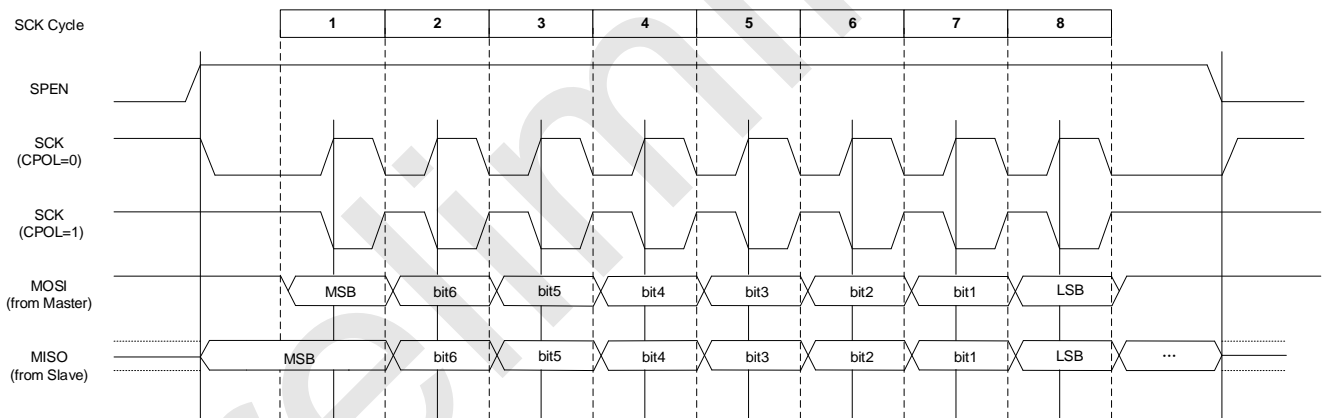 SCK Cycle 1 2 3 4 5 6 7 8
SPEN
SCK
(CPOL=0)
SCK
(CPOL=1)
MOSI
(from Master)
MSB bit6 bit5 bit4 bit3 bit2 bit1 LSB
MISO
(from Slave)
MSB bit6 bit5 bit4 bit3 bit2 bit1 LSB ...